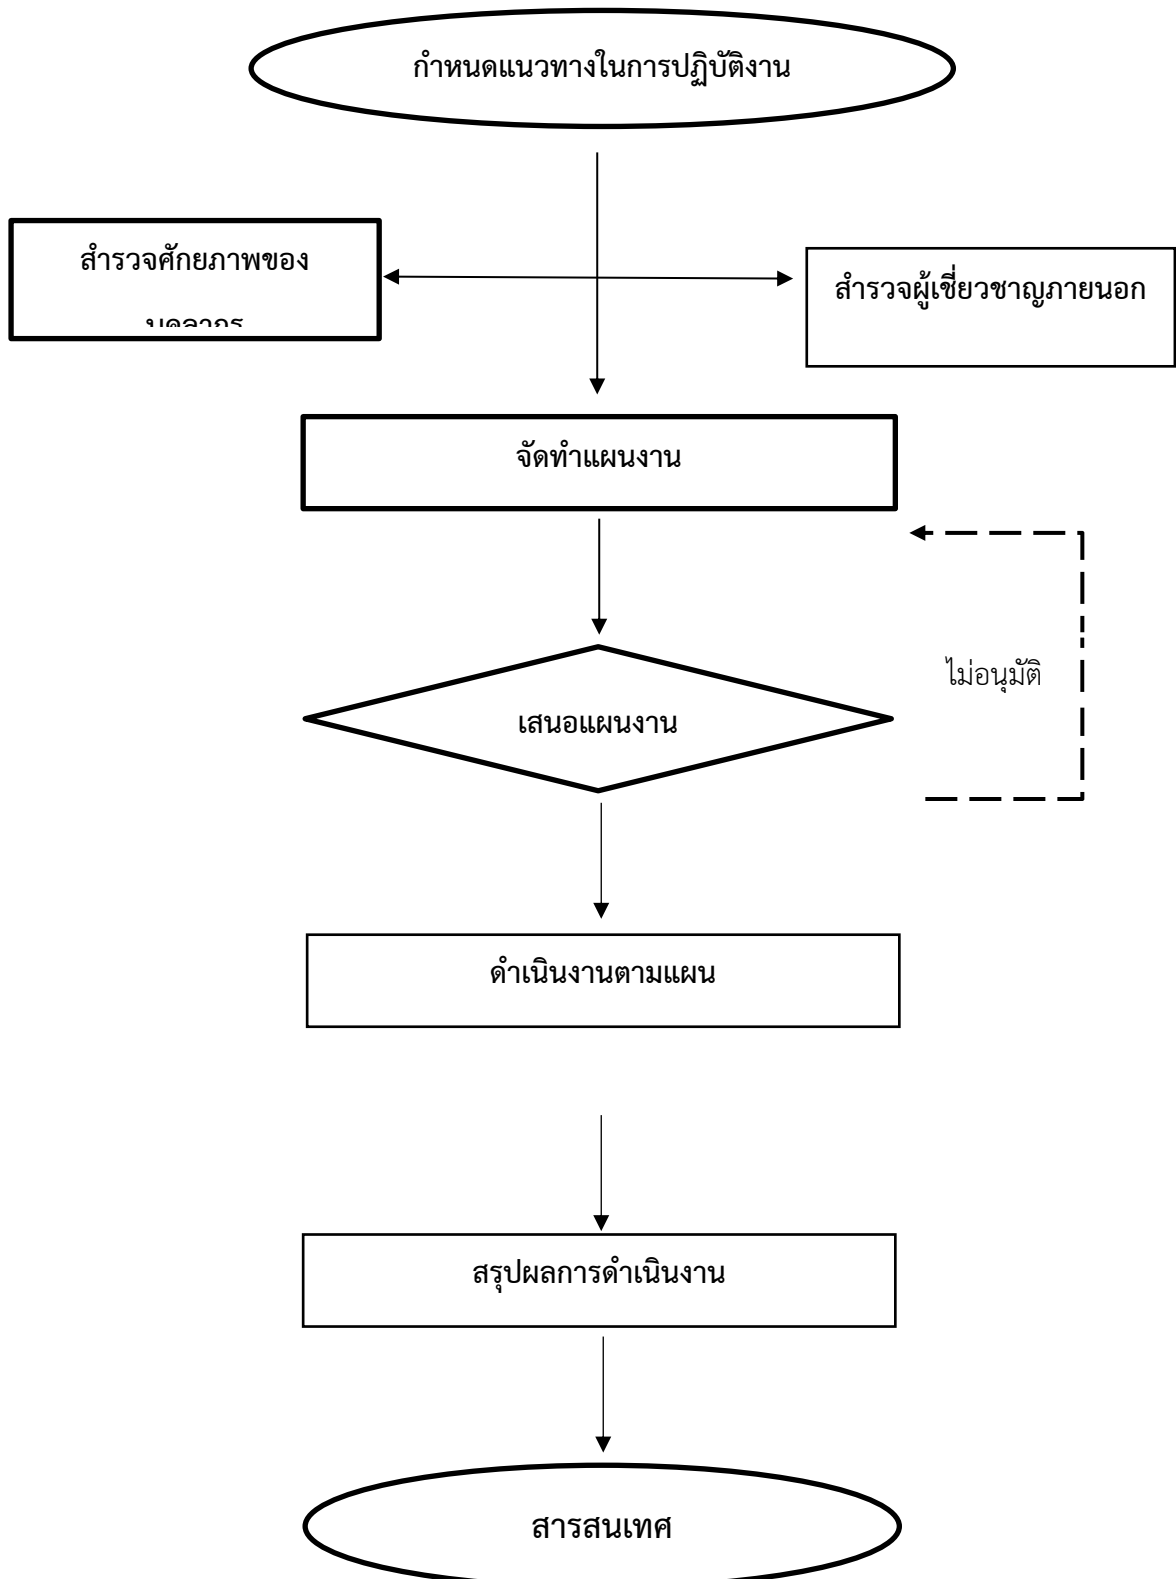 กำหนดแนวทางในการปฏิบัติงาน
สำรวจศักยภาพของ
สำรวจผู้เชี่ยวชาญภายนอก
จัดทำแผนงาน
ไม่อนุมัติ
เสนอแผนงาน
ดำเนินงานตามแผน
สรุปผลการดำเนินงาน
สารสนเทศ